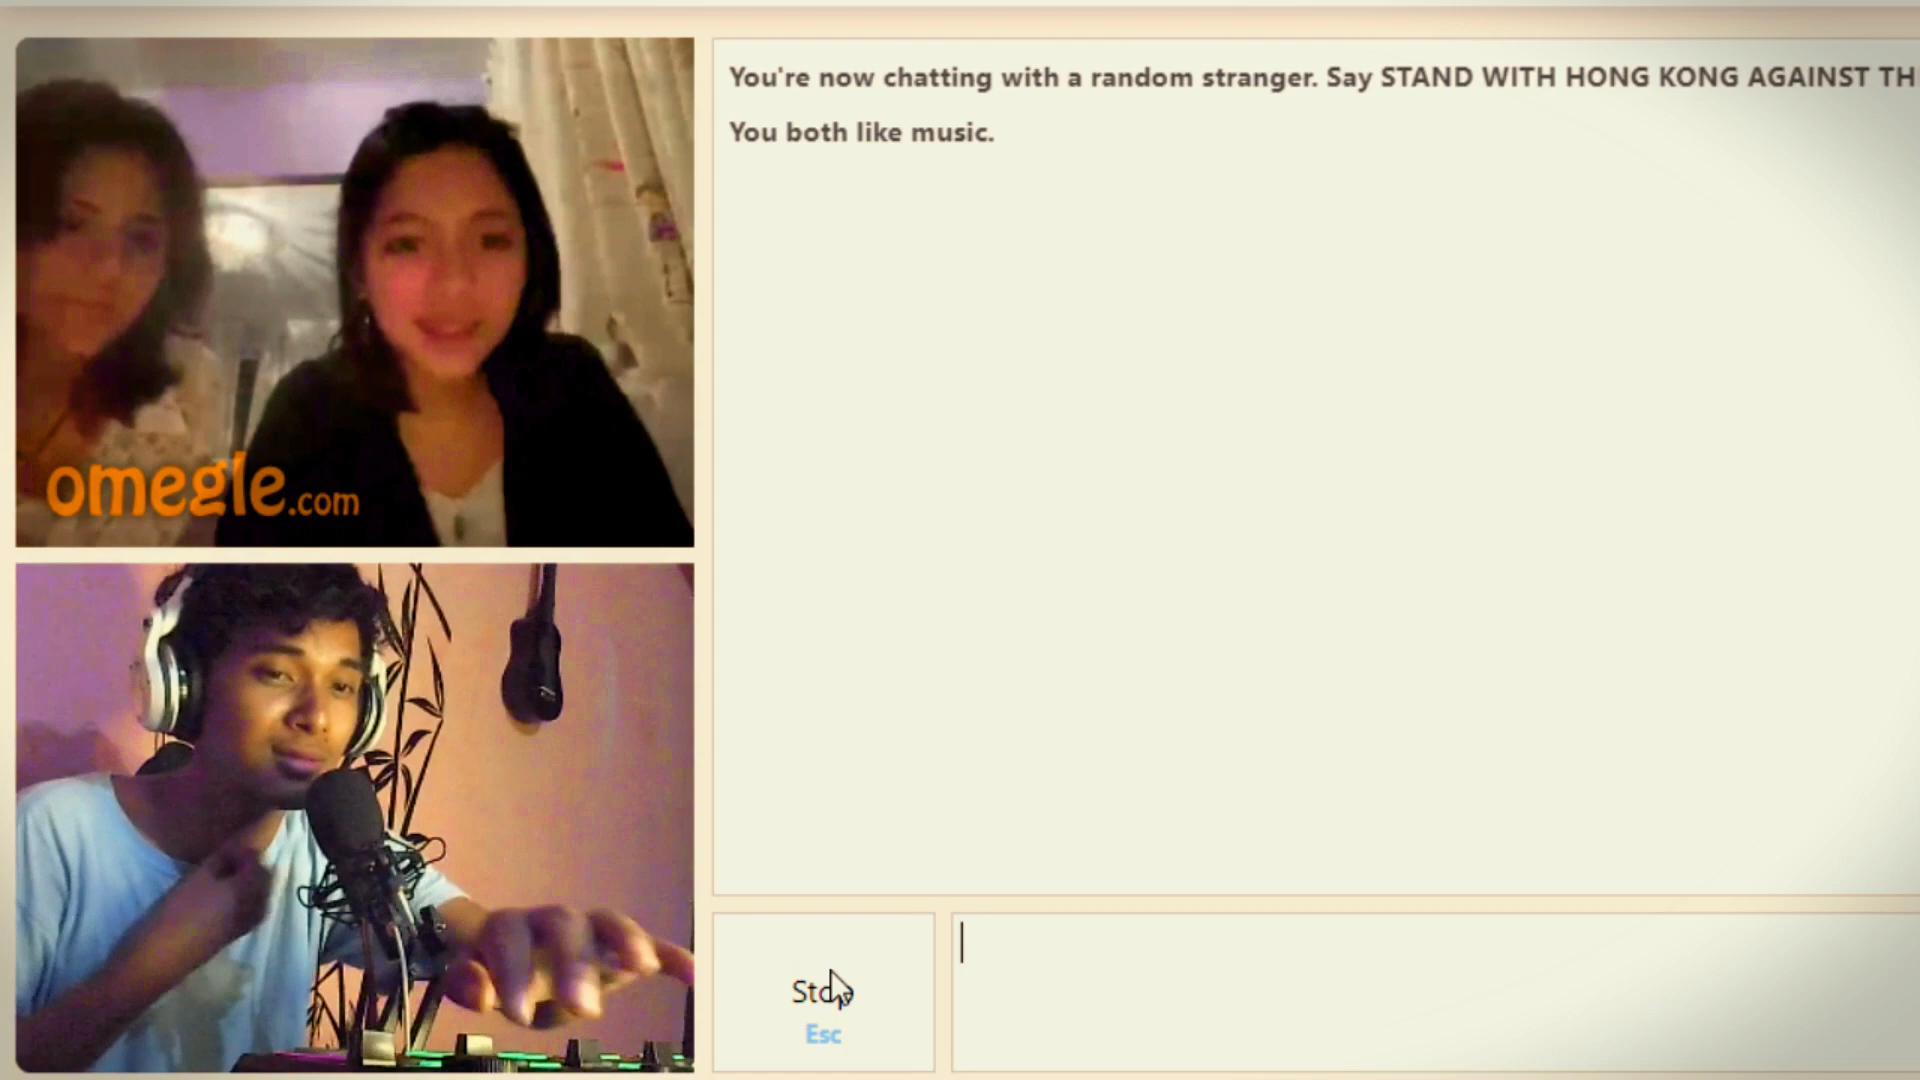 You're now chatting with a random stranger. Say STAND WITH HONG KONG AGAINST TH
You both like music.
omegle.com
Stop
Esc